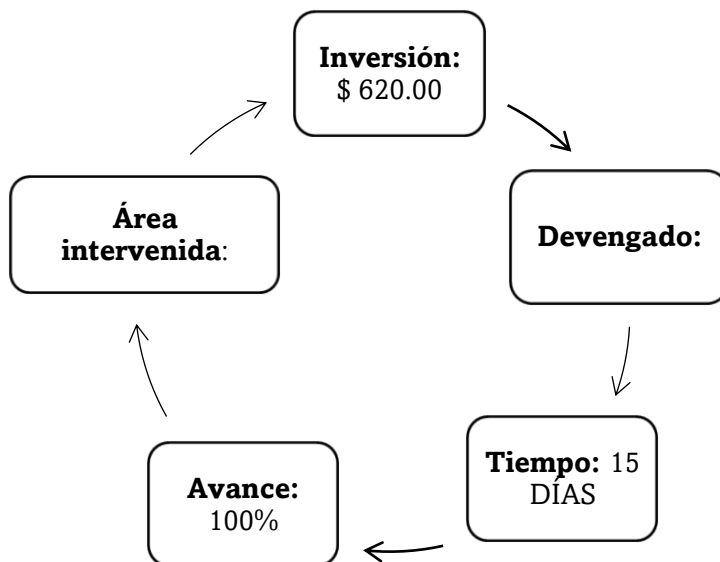 Inversión:
$ 620.00
Devengado:
Tiempo: 15
DÍAS
Avance:
100%
Área
intervenida: